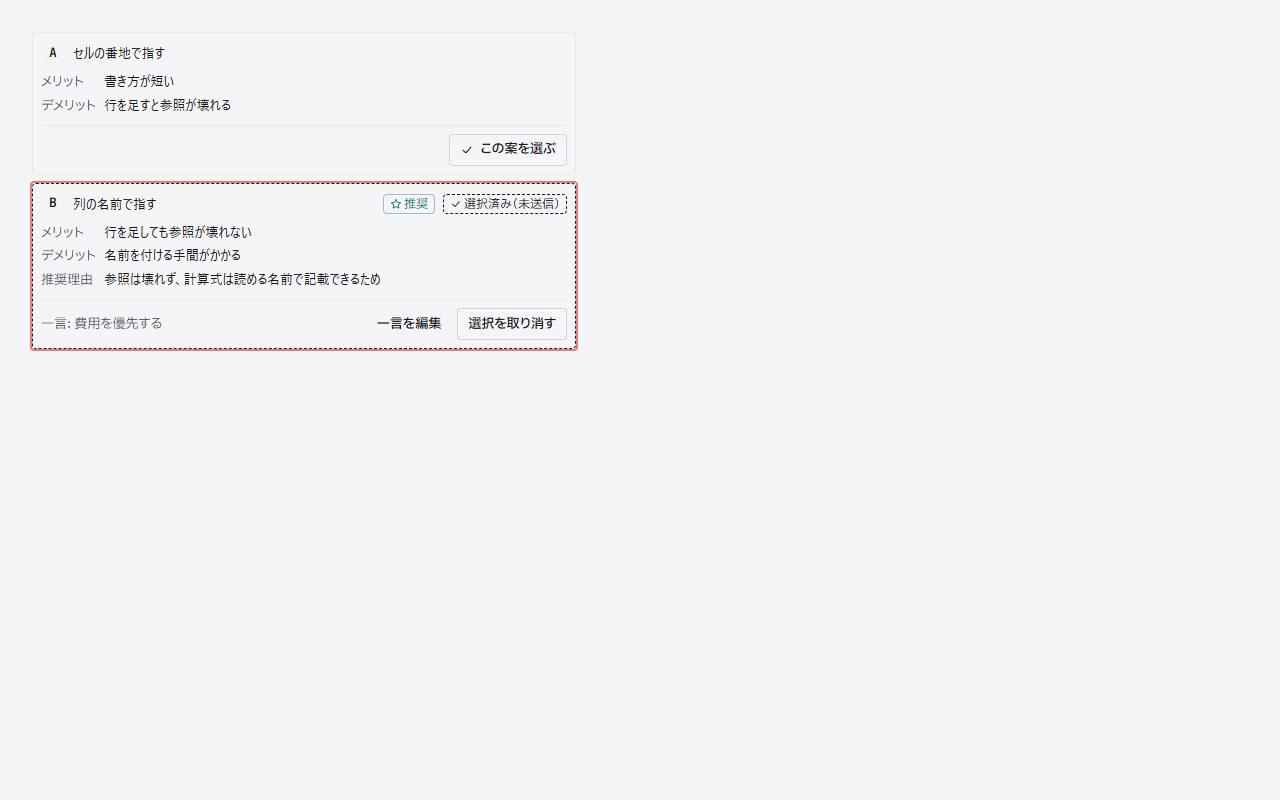 A セルの番地で指す
メリット 書き方が短い
デメリット 行を足すと参照が壊れる
この案を選ぶ
B 列の名前で指す 推奨 選択済み(未送信)
メリット 行を足しても参照が壊れない
デメリット 名前を付ける手間がかかる
推奨理由 参照は壊れず、計算式は読める名前で記載できるため
一言: 費用を優先する 一言を編集 選択を取り消す